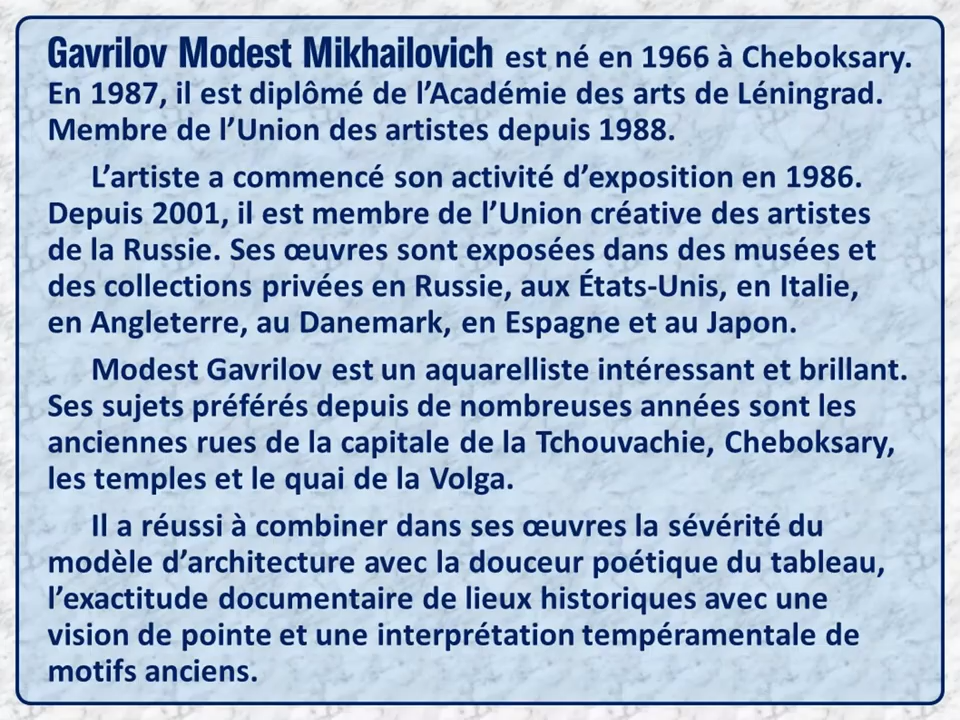 Gavrilov Modest Mikhailovich est né en 1966 à Cheboksary.
En 1987, il est diplômé de l’Académie des arts de Léningrad.
Membre de l’Union des artistes depuis 1988.
L’artiste a commencé son activité d’exposition en 1986.
Depuis 2001, il est membre de l’Union créative des artistes
de la Russie. Ses œuvres sont exposées dans des musées et
des collections privées en Russie, aux États-Unis, en Italie,
en Angleterre, au Danemark, en Espagne et au Japon.
Modest Gavrilov est un aquarelliste intéressant et brillant.
Ses sujets préférés depuis de nombreuses années sont les
anciennes rues de la capitale de la Tchouvachie, Cheboksary,
les temples et le quai de la Volga.
Il a réussi à combiner dans ses œuvres la sévérité du
modèle d’architecture avec la douceur poétique du tableau,
l’exactitude documentaire de lieux historiques avec une
vision de pointe et une interprétation tempéramentale de
motifs anciens.